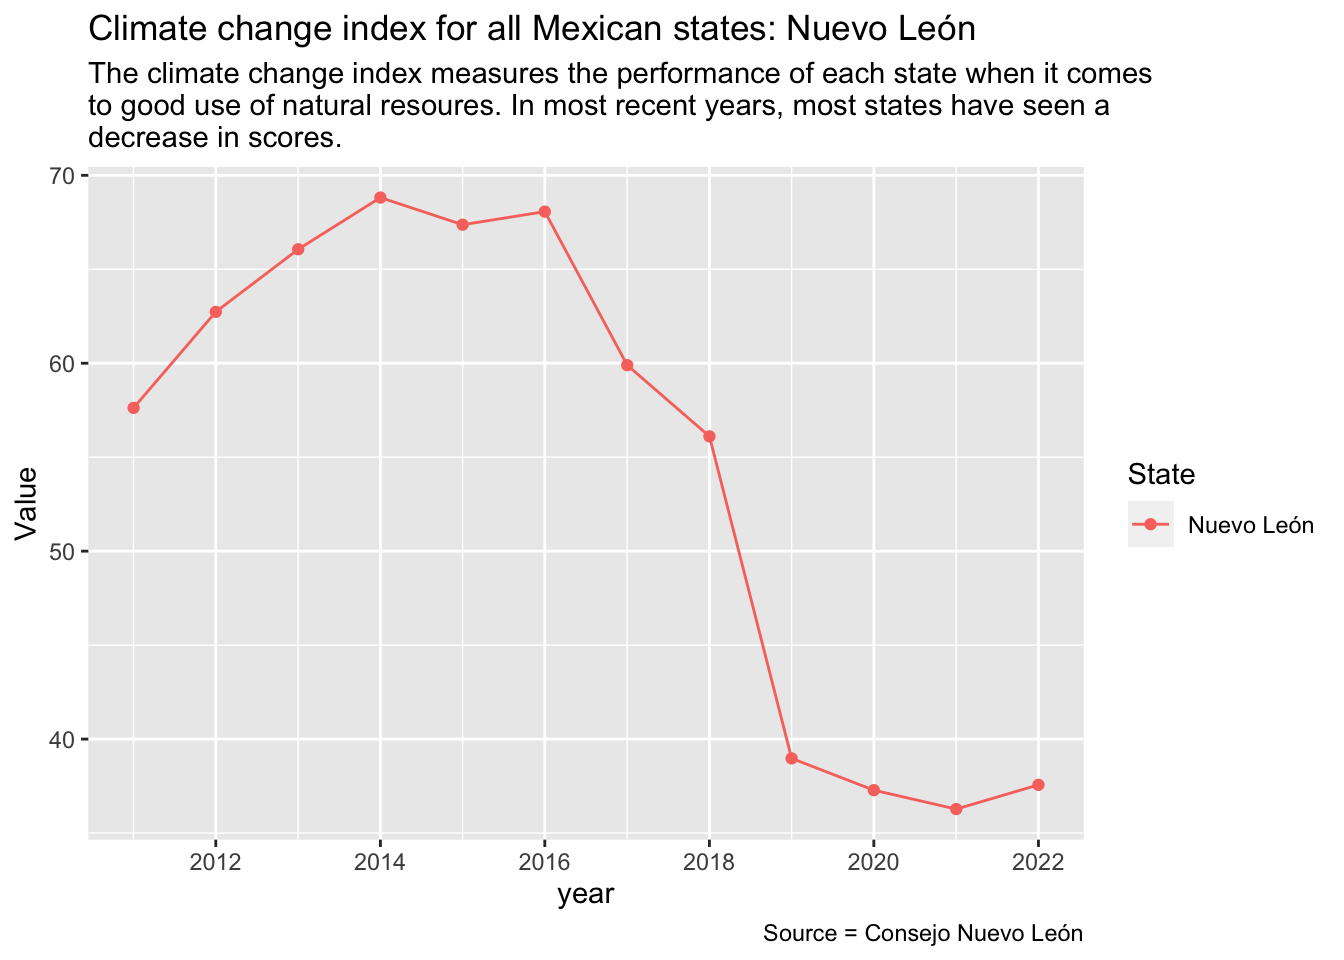 Climate change index for all Mexican states: Nuevo León
The climate change index measures the performance of each state when it comes
to good use of natural resoures. In most recent years, most states have seen a
decrease in scores.
70
60
50
40
Value
2012 2014 2016 2018 2020 2022
year
State
Nuevo León
Source = Consejo Nuevo León